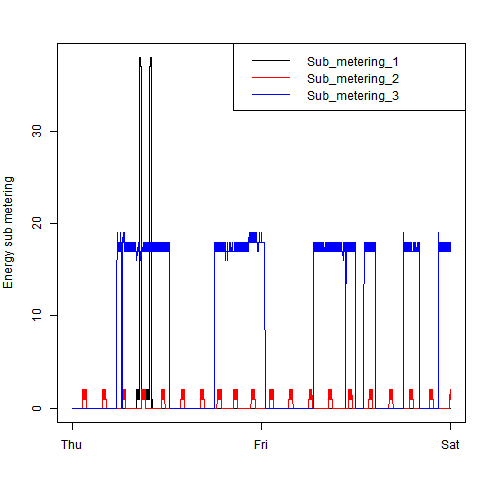 Sub_metering_1
Sub_metering_2
Sub_metering_3
Energy sub metering
30
20
10
0
Thu Fri Sat